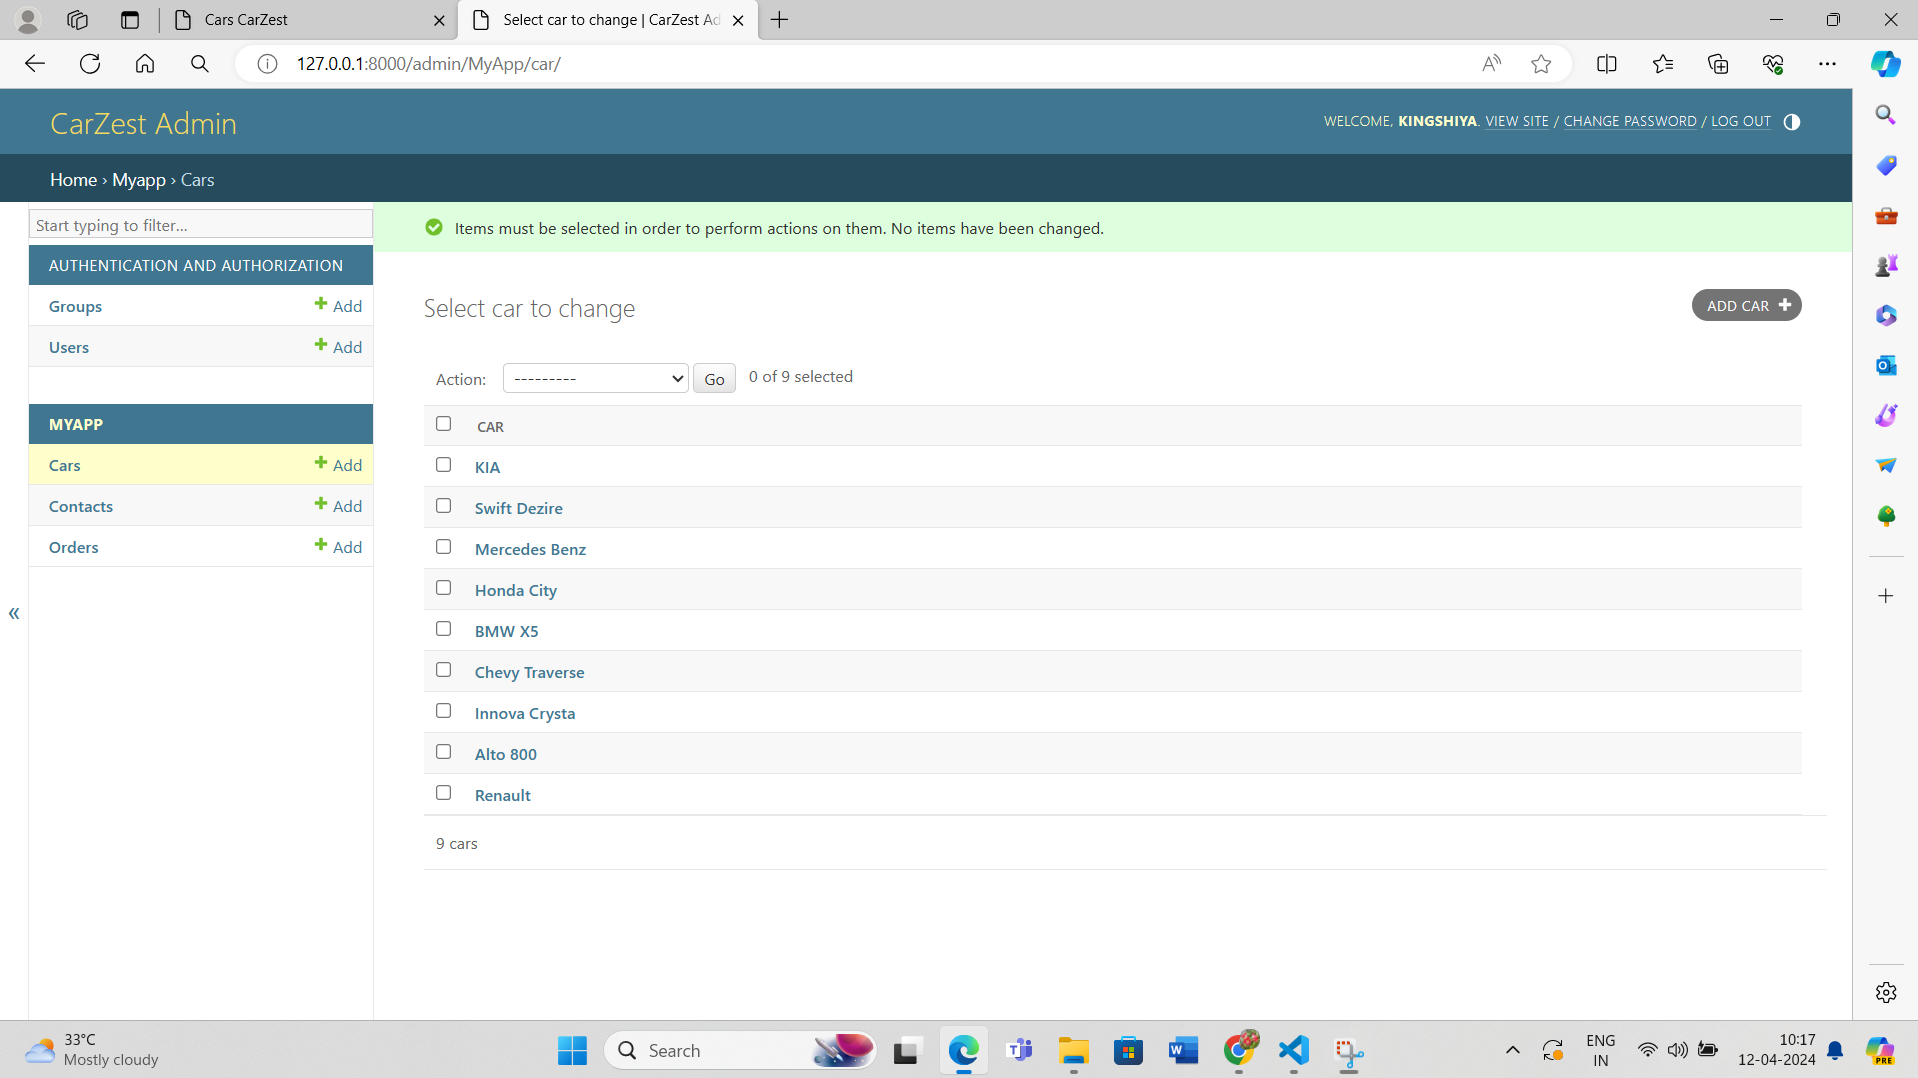 Cars CarZest
Select car to change | CarZest Ad
127.0.0.1:8000/admin/MyApp/car/
CarZest Admin
WELCOME, KINGSHIYA. VIEW SITE / CHANGE PASSWORD / LOG OUT
Home › Myapp › Cars
Start typing to filter...
AUTHENTICATION AND AUTHORIZATION
Groups Add
Users Add
MYAPP
Cars Add
Contacts Add
Orders Add
«
Items must be selected in order to perform actions on them. No items have been changed.
Select car to change
ADD CAR
Action: --------- Go 0 of 9 selected
CAR
KIA
Swift Dezire
Mercedes Benz
Honda City
BMW X5
Chevy Traverse
Innova Crysta
Alto 800
Renault
9 cars
33°C
Mostly cloudy
Search
ENG
IN
10:17
12-04-2024
PRE